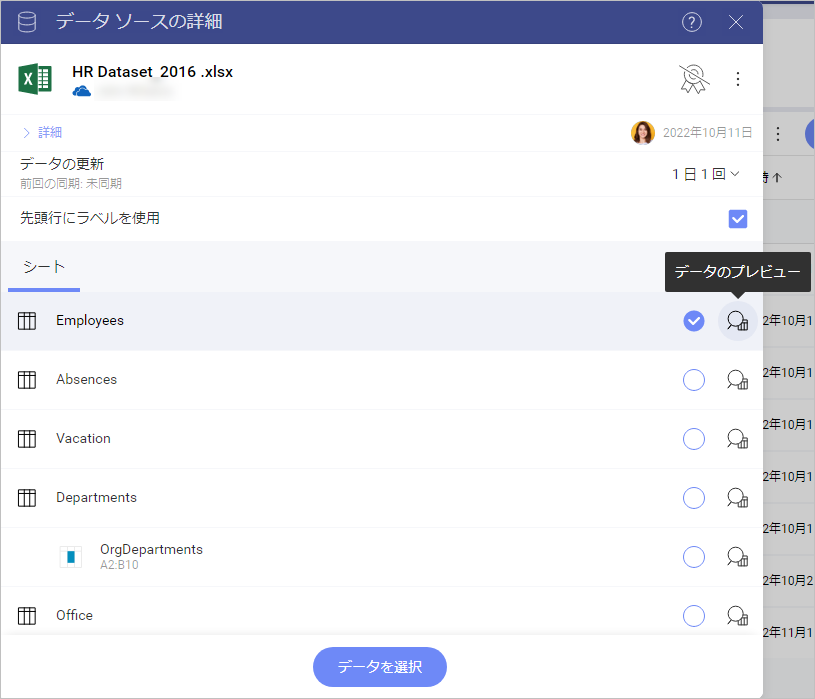 データ ソースの詳細
?
HR Dataset_2016 .xlsx
詳細
2022年10月11日
データの更新
前回の同期: 未同期
1 日 1 回
先頭行にラベルを使用
シート
データのプレビュー
Employees
2年10月1
Absences
2年10月1
Vacation
2年10月1
2年10月1
Departments
2年10月1
OrgDepartments
A2:B10
2年10月2
Office
2年11月1
データを選択